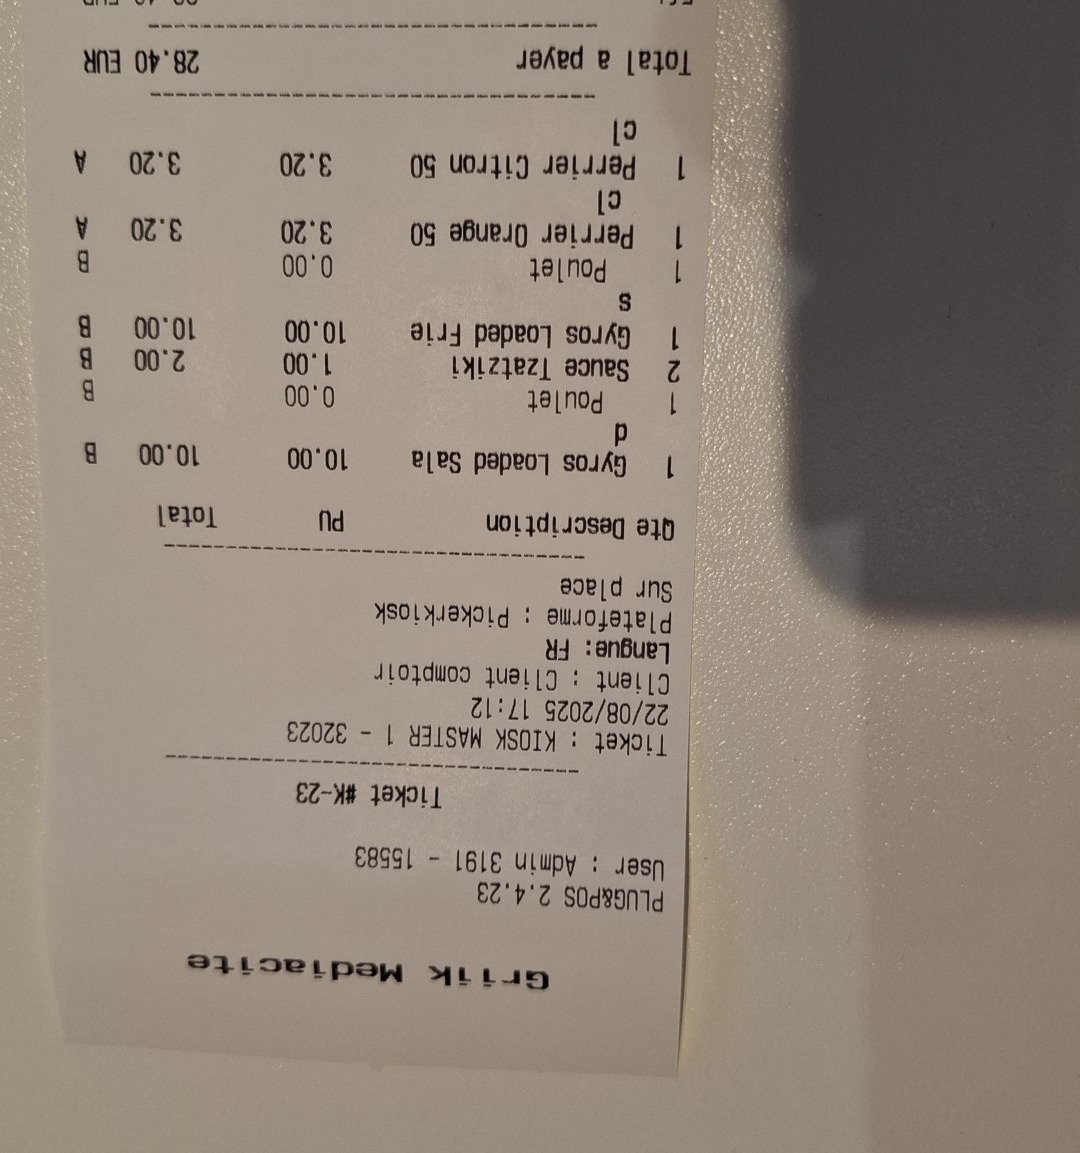 Griik Mediacite
PLUG&POS 2.4.23
User : Admin 3191 - 15583
Ticket #K-23
Ticket : KIOSK MASTER 1 - 32023
22/08/2025 17:12
Client : Client comptoir
Langue: FR
Plateforme : Pickerkiosk
Sur place
Qte Description PU Total
1 Gyros Loaded Sala 10.00 10.00 B
d
1 Poulet 0.00 B
2 Sauce Tzatziki 1.00 2.00 B
1 Gyros Loaded Frie 10.00 10.00 B
s
1 Poulet 0.00 B
1 Perrier Orange 50 3.20 3.20 A
cl
1 Perrier Citron 50 3.20 3.20 A
cl
Total a payer 28.40 EUR